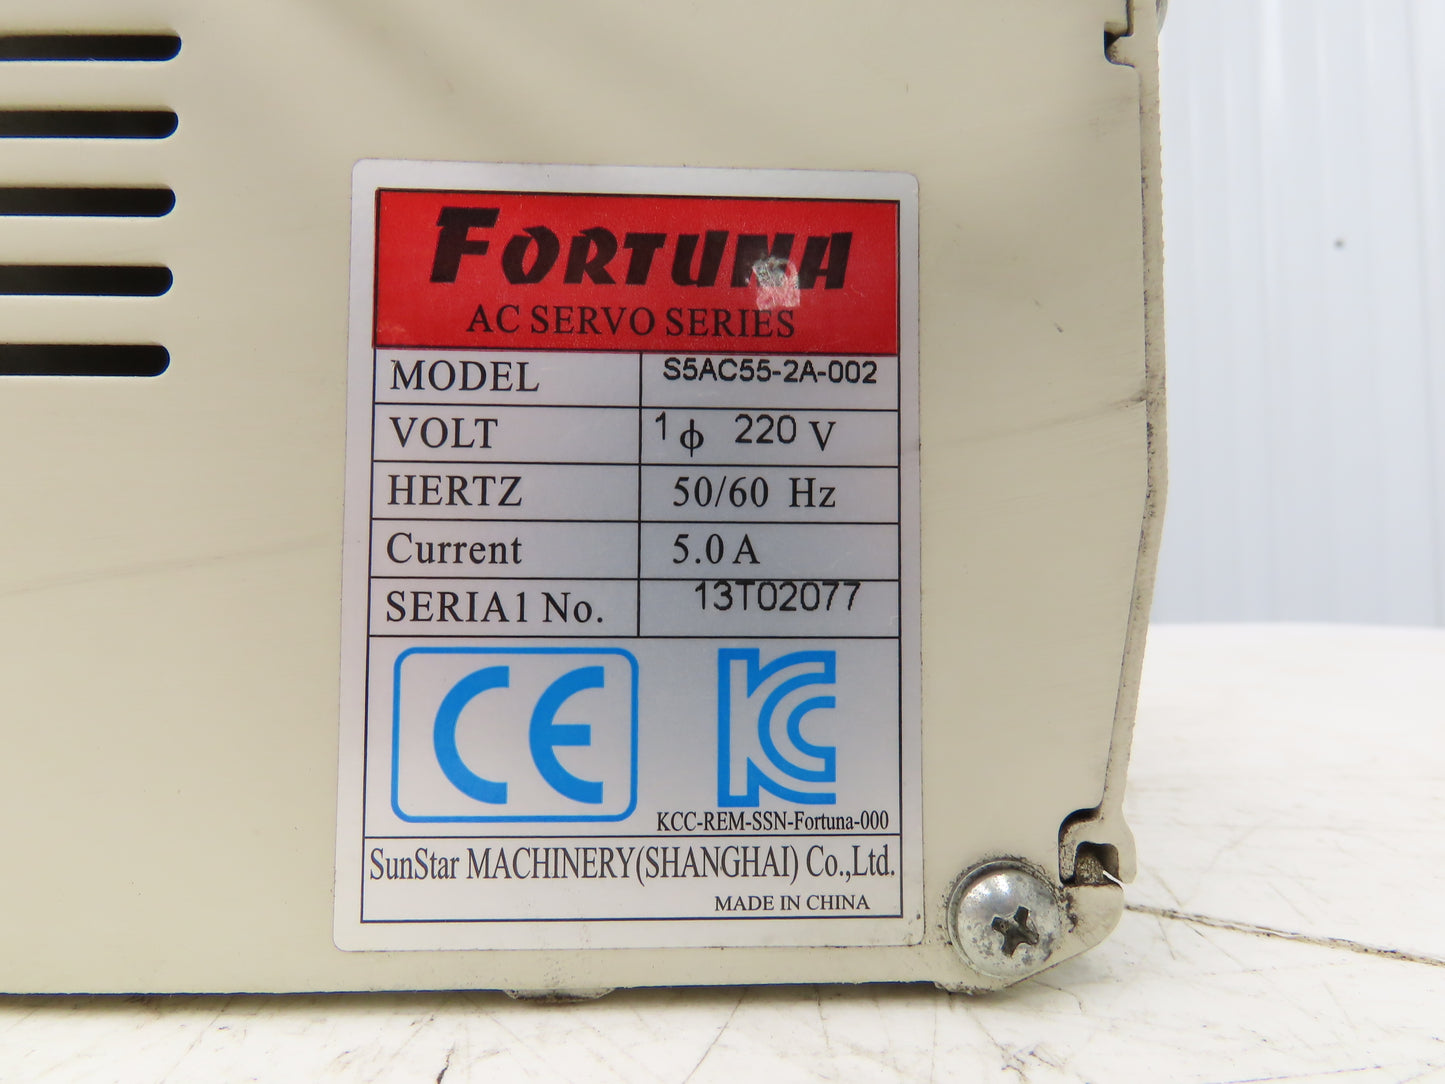 FORTUNA
AC SERVO SERIES
MODEL S5AC55-2A-002
VOLT 1 ϕ 220 V
HERTZ 50/60 Hz
Current 5.0 A
SERIA1 No. 13T02077
CE KC
KCC-REM-SSN-Fortuna-000
SunStar MACHINERY(SHANGHAI) Co.,Ltd.
MADE IN CHINA